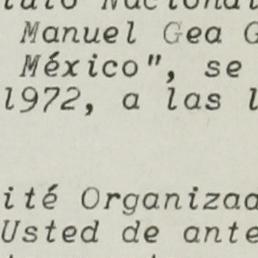 Manuel Gea G
México", se
1972, a las l
ité Organizad
Usted de ante